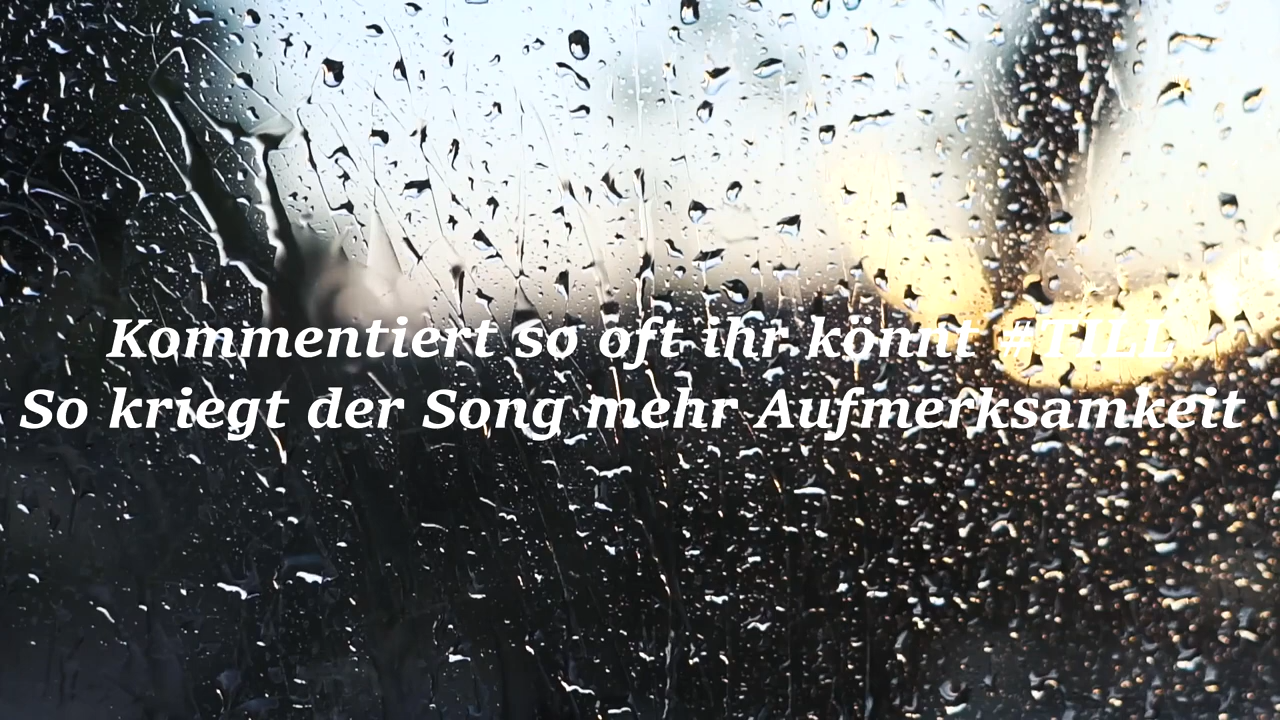 Kommentiert so oft ihr könnt #TILL
So kriegt der Song mehr Aufmerksamkeit